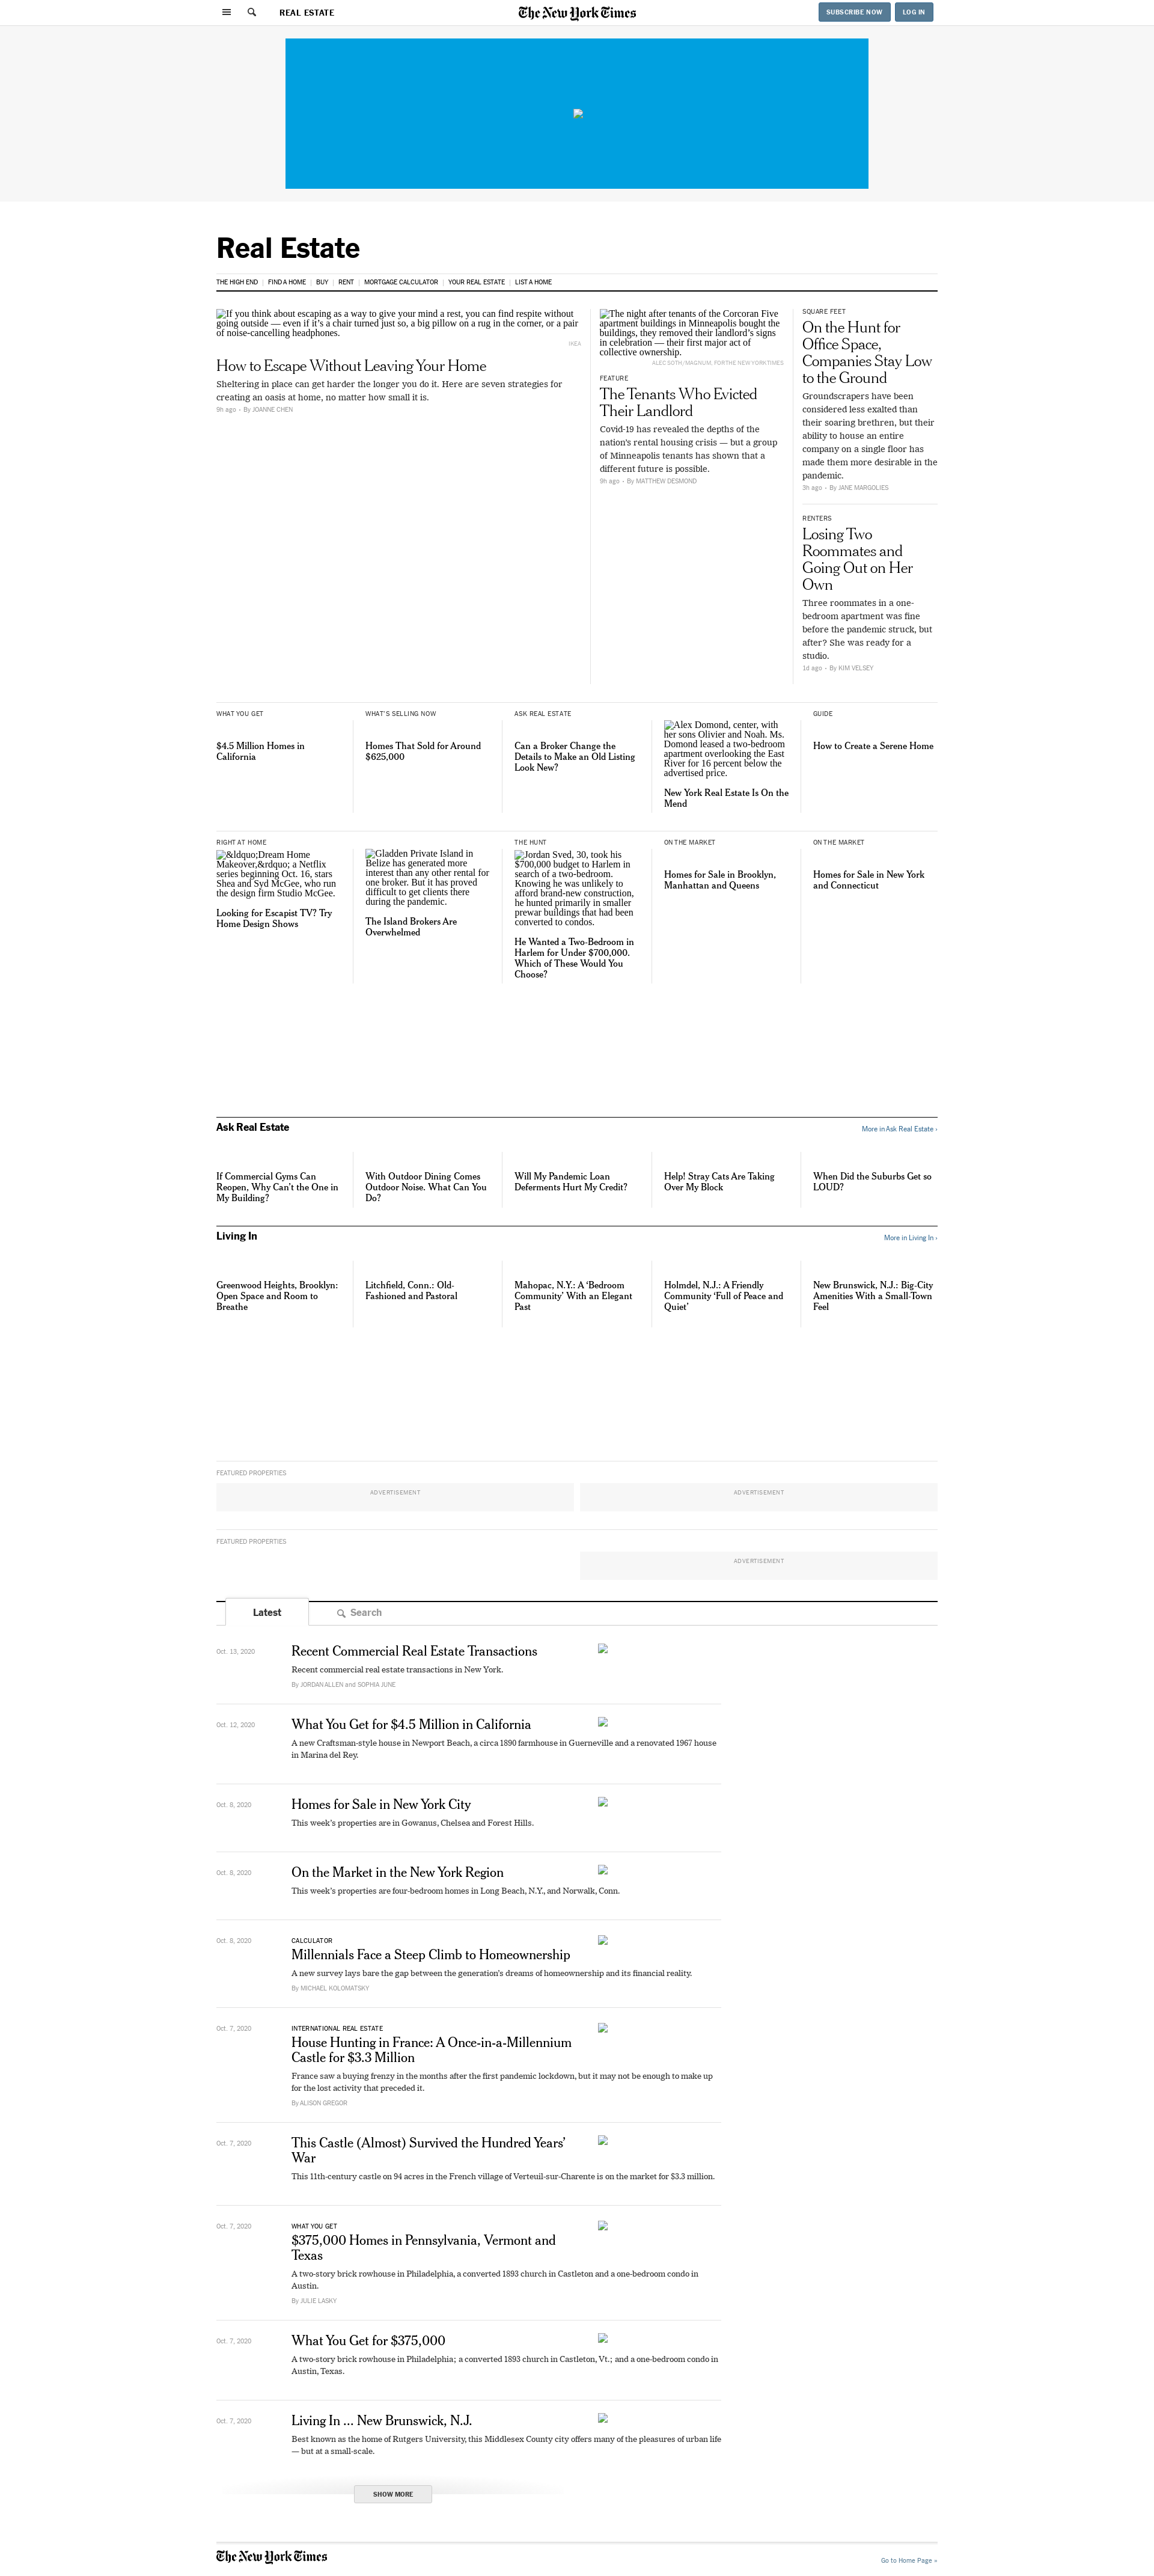 REAL ESTATE
The New York Times
SUBSCRIBE NOW
LOG IN
Real Estate
THE HIGH END | FIND A HOME | BUY | RENT | MORTGAGE CALCULATOR | YOUR REAL ESTATE | LIST A HOME
If you think about escaping as a way to give your mind a rest, you can find respite without
going outside — even if it's a chair turned just so, a big pillow on a rug in the corner, or a pair
of noise-cancelling headphones.
IKEA
How to Escape Without Leaving Your Home
Sheltering in place can get harder the longer you do it. Here are seven strategies for
creating an oasis at home, no matter how small it is.
9h ago - By JOANNE CHEN
The night after tenants of the Corcoran Five
apartment buildings in Minneapolis bought the
buildings, they removed their landlord's signs
in celebration — their first major act of
collective ownership.
ALEC SOTH/MAGNUM, FOR THE NEW YORK TIMES
FEATURE
The Tenants Who Evicted
Their Landlord
Covid-19 has revealed the depths of the
nation's rental housing crisis — but a group
of Minneapolis tenants has shown that a
different future is possible.
9h ago - By MATTHEW DESMOND
SQUARE FEET
On the Hunt for
Office Space,
Companies Stay Low
to the Ground
Groundscrapers have been
considered less exalted than
their soaring brethren, but their
ability to house an entire
company on a single floor has
made them more desirable in the
pandemic.
3h ago - By JANE MARGOLIES
RENTERS
Losing Two
Roommates and
Going Out on Her
Own
Three roommates in a one-
bedroom apartment was fine
before the pandemic struck, but
after? She was ready for a
studio.
1d ago - By KIM VELSEY
WHAT YOU GET
$4.5 Million Homes in
California
WHAT'S SELLING NOW
Homes That Sold for Around
$625,000
ASK REAL ESTATE
Can a Broker Change the
Details to Make an Old Listing
Look New?
Alex Domond, center, with
her sons Olivier and Noah. Ms.
Domond leased a two-bedroom
apartment overlooking the East
River for 16 percent below the
advertised price.
New York Real Estate Is On the
Mend
GUIDE
How to Create a Serene Home
RIGHT AT HOME
&ldquo;Dream Home
Makeover,&rdquo; a Netflix
series beginning Oct. 16, stars
Shea and Syd McGee, who run
the design firm Studio McGee.
Looking for Escapist TV? Try
Home Design Shows
Gladden Private Island in
Belize has generated more
interest than any other rental for
one broker. But it has proved
difficult to get clients there
during the pandemic.
The Island Brokers Are
Overwhelmed
THE HUNT
Jordan Sved, 30, took his
$700,000 budget to Harlem in
search of a two-bedroom.
Knowing he was unlikely to
afford brand-new construction,
he hunted primarily in smaller
prewar buildings that had been
converted to condos.
He Wanted a Two-Bedroom in
Harlem for Under $700,000.
Which of These Would You
Choose?
ON THE MARKET
Homes for Sale in Brooklyn,
Manhattan and Queens
ON THE MARKET
Homes for Sale in New York
and Connecticut
Ask Real Estate
More in Ask Real Estate ›
If Commercial Gyms Can
Reopen, Why Can't the One in
My Building?
With Outdoor Dining Comes
Outdoor Noise. What Can You
Do?
Will My Pandemic Loan
Deferments Hurt My Credit?
Help! Stray Cats Are Taking
Over My Block
When Did the Suburbs Get so
LOUD?
Living In
More in Living In ›
Greenwood Heights, Brooklyn:
Open Space and Room to
Breathe
Litchfield, Conn.: Old-
Fashioned and Pastoral
Mahopac, N.Y.: A 'Bedroom
Community' With an Elegant
Past
Holmdel, N.J.: A Friendly
Community 'Full of Peace and
Quiet'
New Brunswick, N.J.: Big-City
Amenities With a Small-Town
Feel
FEATURED PROPERTIES
ADVERTISEMENT
ADVERTISEMENT
FEATURED PROPERTIES
ADVERTISEMENT
Latest
Search
Oct. 13, 2020
Recent Commercial Real Estate Transactions
Recent commercial real estate transactions in New York.
By JORDAN ALLEN and SOPHIA JUNE
Oct. 12, 2020
What You Get for $4.5 Million in California
A new Craftsman-style house in Newport Beach, a circa 1890 farmhouse in Guerneville and a renovated 1967 house
in Marina del Rey.
Oct. 8, 2020
Homes for Sale in New York City
This week's properties are in Gowanus, Chelsea and Forest Hills.
Oct. 8, 2020
On the Market in the New York Region
This week's properties are four-bedroom homes in Long Beach, N.Y., and Norwalk, Conn.
Oct. 8, 2020
CALCULATOR
Millennials Face a Steep Climb to Homeownership
A new survey lays bare the gap between the generation's dreams of homeownership and its financial reality.
By MICHAEL KOLOMATSKY
Oct. 7, 2020
INTERNATIONAL REAL ESTATE
House Hunting in France: A Once-in-a-Millennium
Castle for $3.3 Million
France saw a buying frenzy in the months after the first pandemic lockdown, but it may not be enough to make up
for the lost activity that preceded it.
By ALISON GREGOR
Oct. 7, 2020
This Castle (Almost) Survived the Hundred Years'
War
This 11th-century castle on 94 acres in the French village of Verteuil-sur-Charente is on the market for $3.3 million.
Oct. 7, 2020
WHAT YOU GET
$375,000 Homes in Pennsylvania, Vermont and
Texas
A two-story brick rowhouse in Philadelphia, a converted 1893 church in Castleton and a one-bedroom condo in
Austin.
By JULIE LASKY
Oct. 7, 2020
What You Get for $375,000
A two-story brick rowhouse in Philadelphia; a converted 1893 church in Castleton, Vt.; and a one-bedroom condo in
Austin, Texas.
Oct. 7, 2020
Living In ... New Brunswick, N.J.
Best known as the home of Rutgers University, this Middlesex County city offers many of the pleasures of urban life
— but at a small-scale.
SHOW MORE
The New York Times
Go to Home Page »